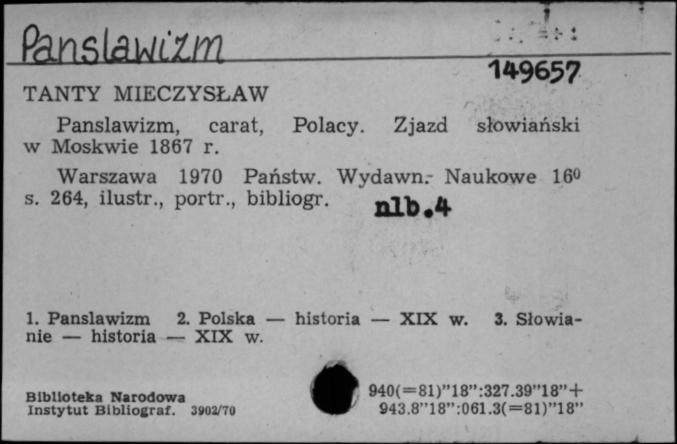 Panslawizm
149657
TANTY MIECZYSŁAW
Panslawizm, carat, Polacy. Zjazd słowiański
w Moskwie 1867 r.
Warszawa 1970 Państw. Wydawn. Naukowe 16⁰
s. 264, ilustr., portr., bibliogr. nlb.4
1. Panslawizm 2. Polska — historia — XIX w. 3. Słowia-
nie — historia — XIX w.
Biblioteka Narodowa
Instytut Bibliograf. 3902/70
940(=81)”18”:327.39”18”+
943.8”18”:061.3(=81)”18”